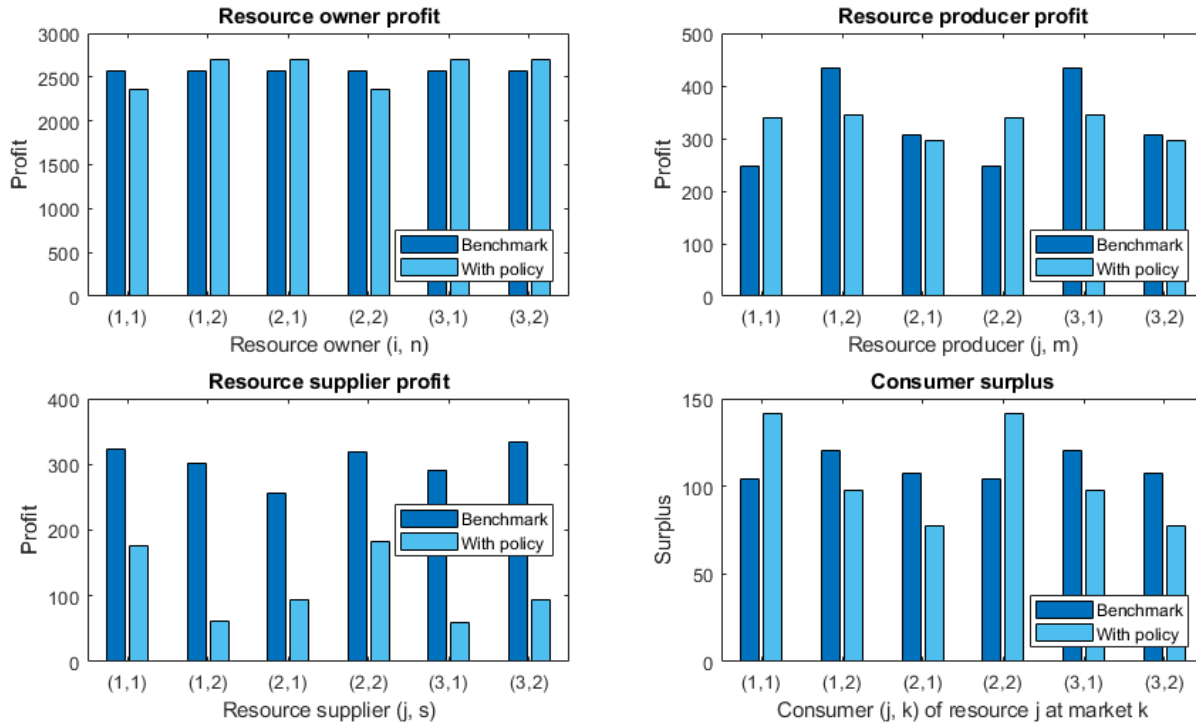 Resource owner profit
3000
2500
2000
1500
1000
500
0
Profit
(1,1)
(1,2)
(2,1)
(2,2)
(3,1)
(3,2)
Resource owner (i, n)
Benchmark
With policy
Resource producer profit
500
400
300
200
100
0
Profit
(1,1)
(1,2)
(2,1)
(2,2)
(3,1)
(3,2)
Resource producer (j, m)
Benchmark
With policy
Resource supplier profit
400
300
200
100
0
Profit
(1,1)
(1,2)
(2,1)
(2,2)
(3,1)
(3,2)
Resource supplier (j, s)
Benchmark
With policy
Consumer surplus
150
100
50
0
Surplus
(1,1)
(1,2)
(2,1)
(2,2)
(3,1)
(3,2)
Consumer (j, k) of resource j at market k
Benchmark
With policy